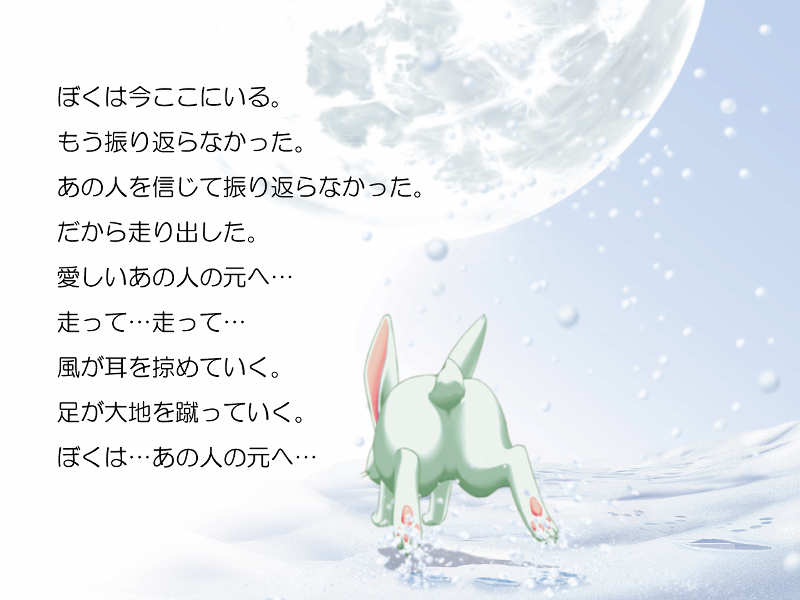 ぼくは今ここにいる。
もう振り返らなかった。
あの人を信じて振り返らなかった。
だから走り出した。
愛しいあの人の元へ…
走って…走って…
風が耳を掠めていく。
足が大地を蹴っていく。
ぼくは…あの人の元へ…